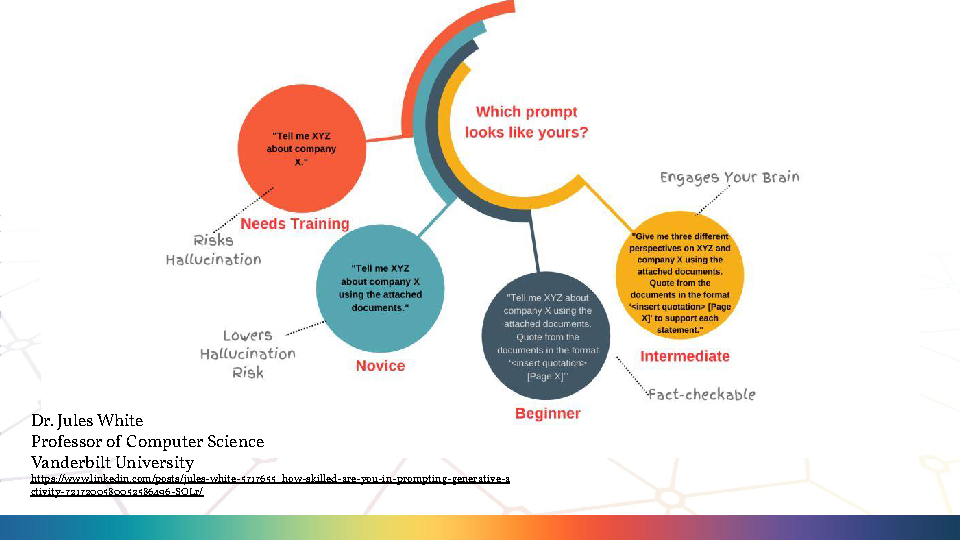 Which prompt
looks like yours?
"Tell me XYZ
about company
X."
Needs Training
Risks
Hallucination
"Tell me XYZ
about company X
using the attached
documents."
Novice
Lowers
Hallucination
Risk
"Tell me XYZ about
company X using the
attached documents.
Quote from the
documents in the format
'<insert quotation>
[Page X]'"
Beginner
Fact-checkable
Engages Your Brain
"Give me three different
perspectives on XYZ and
company X using the
attached documents.
Quote from the
documents in the format
'<insert quotation> [Page
X]' to support each
statement."
Intermediate
Dr. Jules White
Professor of Computer Science
Vanderbilt University
https://www.linkedin.com/posts/jules-white-5717655_how-skilled-are-you-in-prompting-generative-a
ctivity-7217200580052586496-SOLr/